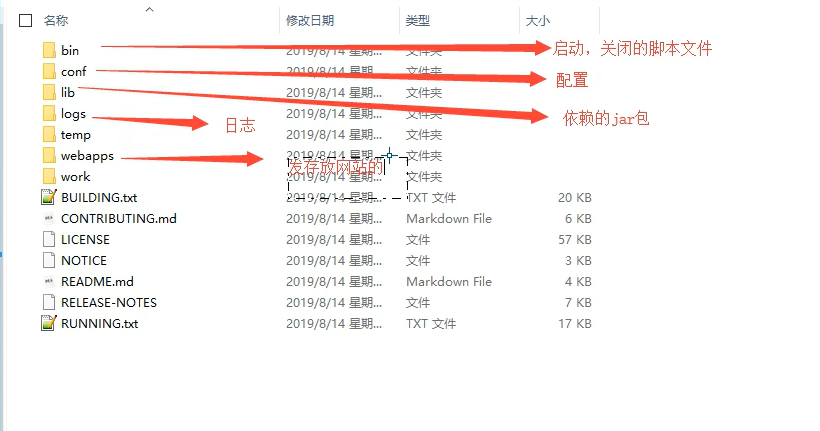 名称 修改日期 类型 大小
bin 2019/8/14 星期... 文件夹 启动，关闭的脚本文件
conf 2019/8/14 星期... 文件夹 配置
lib 2019/8/14 星期... 文件夹
logs 2019/8/14 星期... 文件夹 依赖的jar包
日志
temp 2019/8/14 星期... 文件夹
webapps 2019/8/14 星期... 文件夹
发存放网站的
work 2019/8/14 星期... 文件夹
BUILDING.txt 2019/8/14 星期... TXT 文件 20 KB
CONTRIBUTING.md 2019/8/14 星期... Markdown File 6 KB
LICENSE 2019/8/14 星期... 文件 57 KB
NOTICE 2019/8/14 星期... 文件 3 KB
README.md 2019/8/14 星期... Markdown File 4 KB
RELEASE-NOTES 2019/8/14 星期... 文件 7 KB
RUNNING.txt 2019/8/14 星期... TXT 文件 17 KB